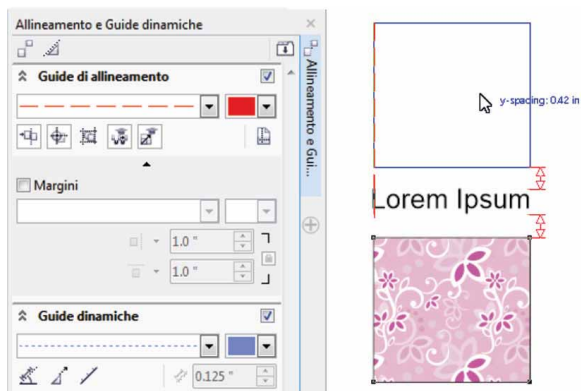 Allineamento e Guide dinamiche
Allineamento e Gui...
Guide di allineamento
Margini
1.0 "
1.0 "
Guide dinamiche
0.125 "
y-spacing: 0.42 in
Lorem Ipsum